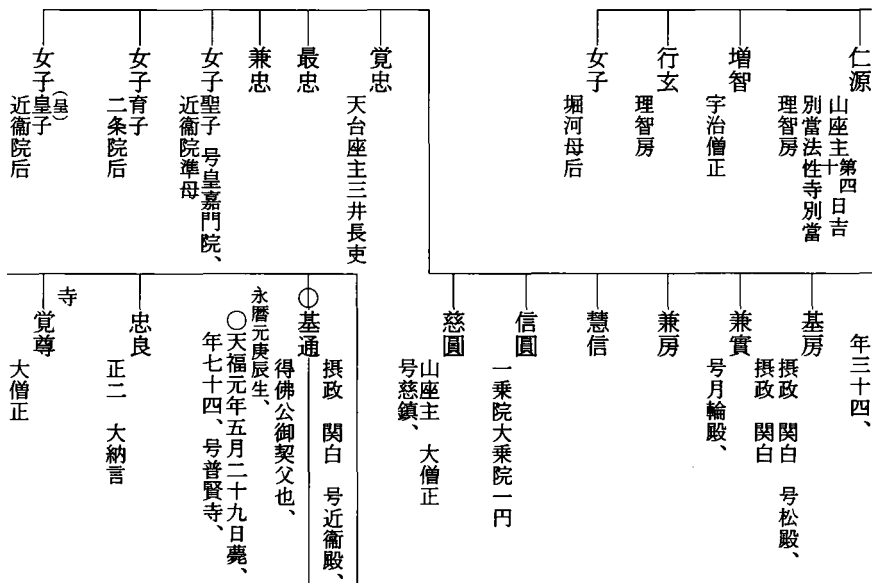 仁源
山座主第四十 日吉
別當法性寺別當
理智房
増智
宇治僧正
行玄
理智房
女子
堀河母后
覚忠
天台座主三井長吏
最忠
兼忠
女子聖子 号皇嘉門院、
近衞院準母
女子育子
二条院后
女子皇子
(呈)
近衞院后
年三十四、
基房
摂政 関白 号松殿、
兼實
摂政 関白
号月輪殿、
兼房
慧信
信圓
一乗院大乗院一円
慈圓
山座主 大僧正
号慈鎮、
○基通
摂政 関白 号近衞殿、
得佛公御契父也、
永暦元庚辰生、
○天福元年五月二十九日薨、
年七十四、号普賢寺、
忠良
正二 大納言
寺
覚尊
大僧正